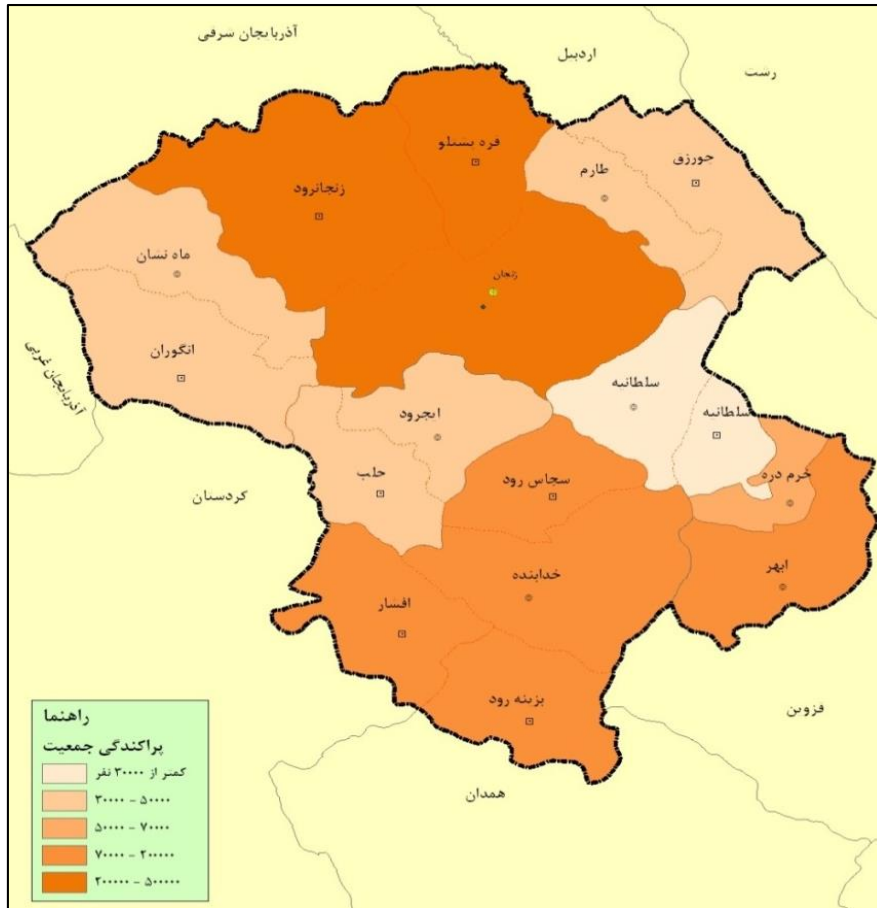 آذربایجان شرقی
اردبیل
رشت
قره پشتلو
جورزق
طارم
زنجانرود
ماه نشان
زنجان
انگوران
آذربایجان غربی
سلطانیه
سلطانیه
ایجرود
خرم دره
حلب
سجاس رود
کردستان
خدابنده
ابهر
افشار
بزینه رود
قزوین
همدان
راهنما
پراکندگی جمعیت
کمتر از ۳۰۰۰۰ نفر
۳۰۰۰۰ - ۵۰۰۰۰
۵۰۰۰۰ - ۷۰۰۰۰
۷۰۰۰۰ - ۲۰۰۰۰۰
۲۰۰۰۰۰ - ۵۰۰۰۰۰